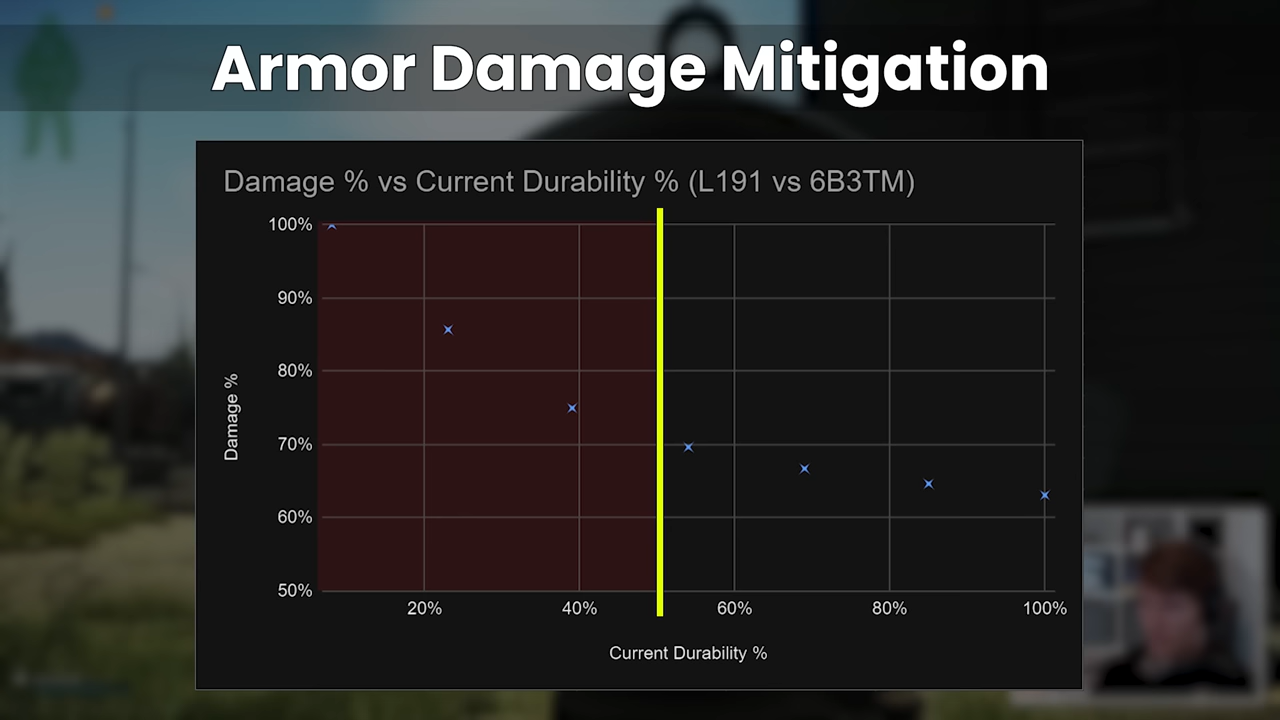 Armor Damage Mitigation
Damage % vs Current Durability % (L191 vs 6B3TM)
100%
90%
80%
70%
60%
50%
Damage %
20% 40% 60% 80% 100%
Current Durability %